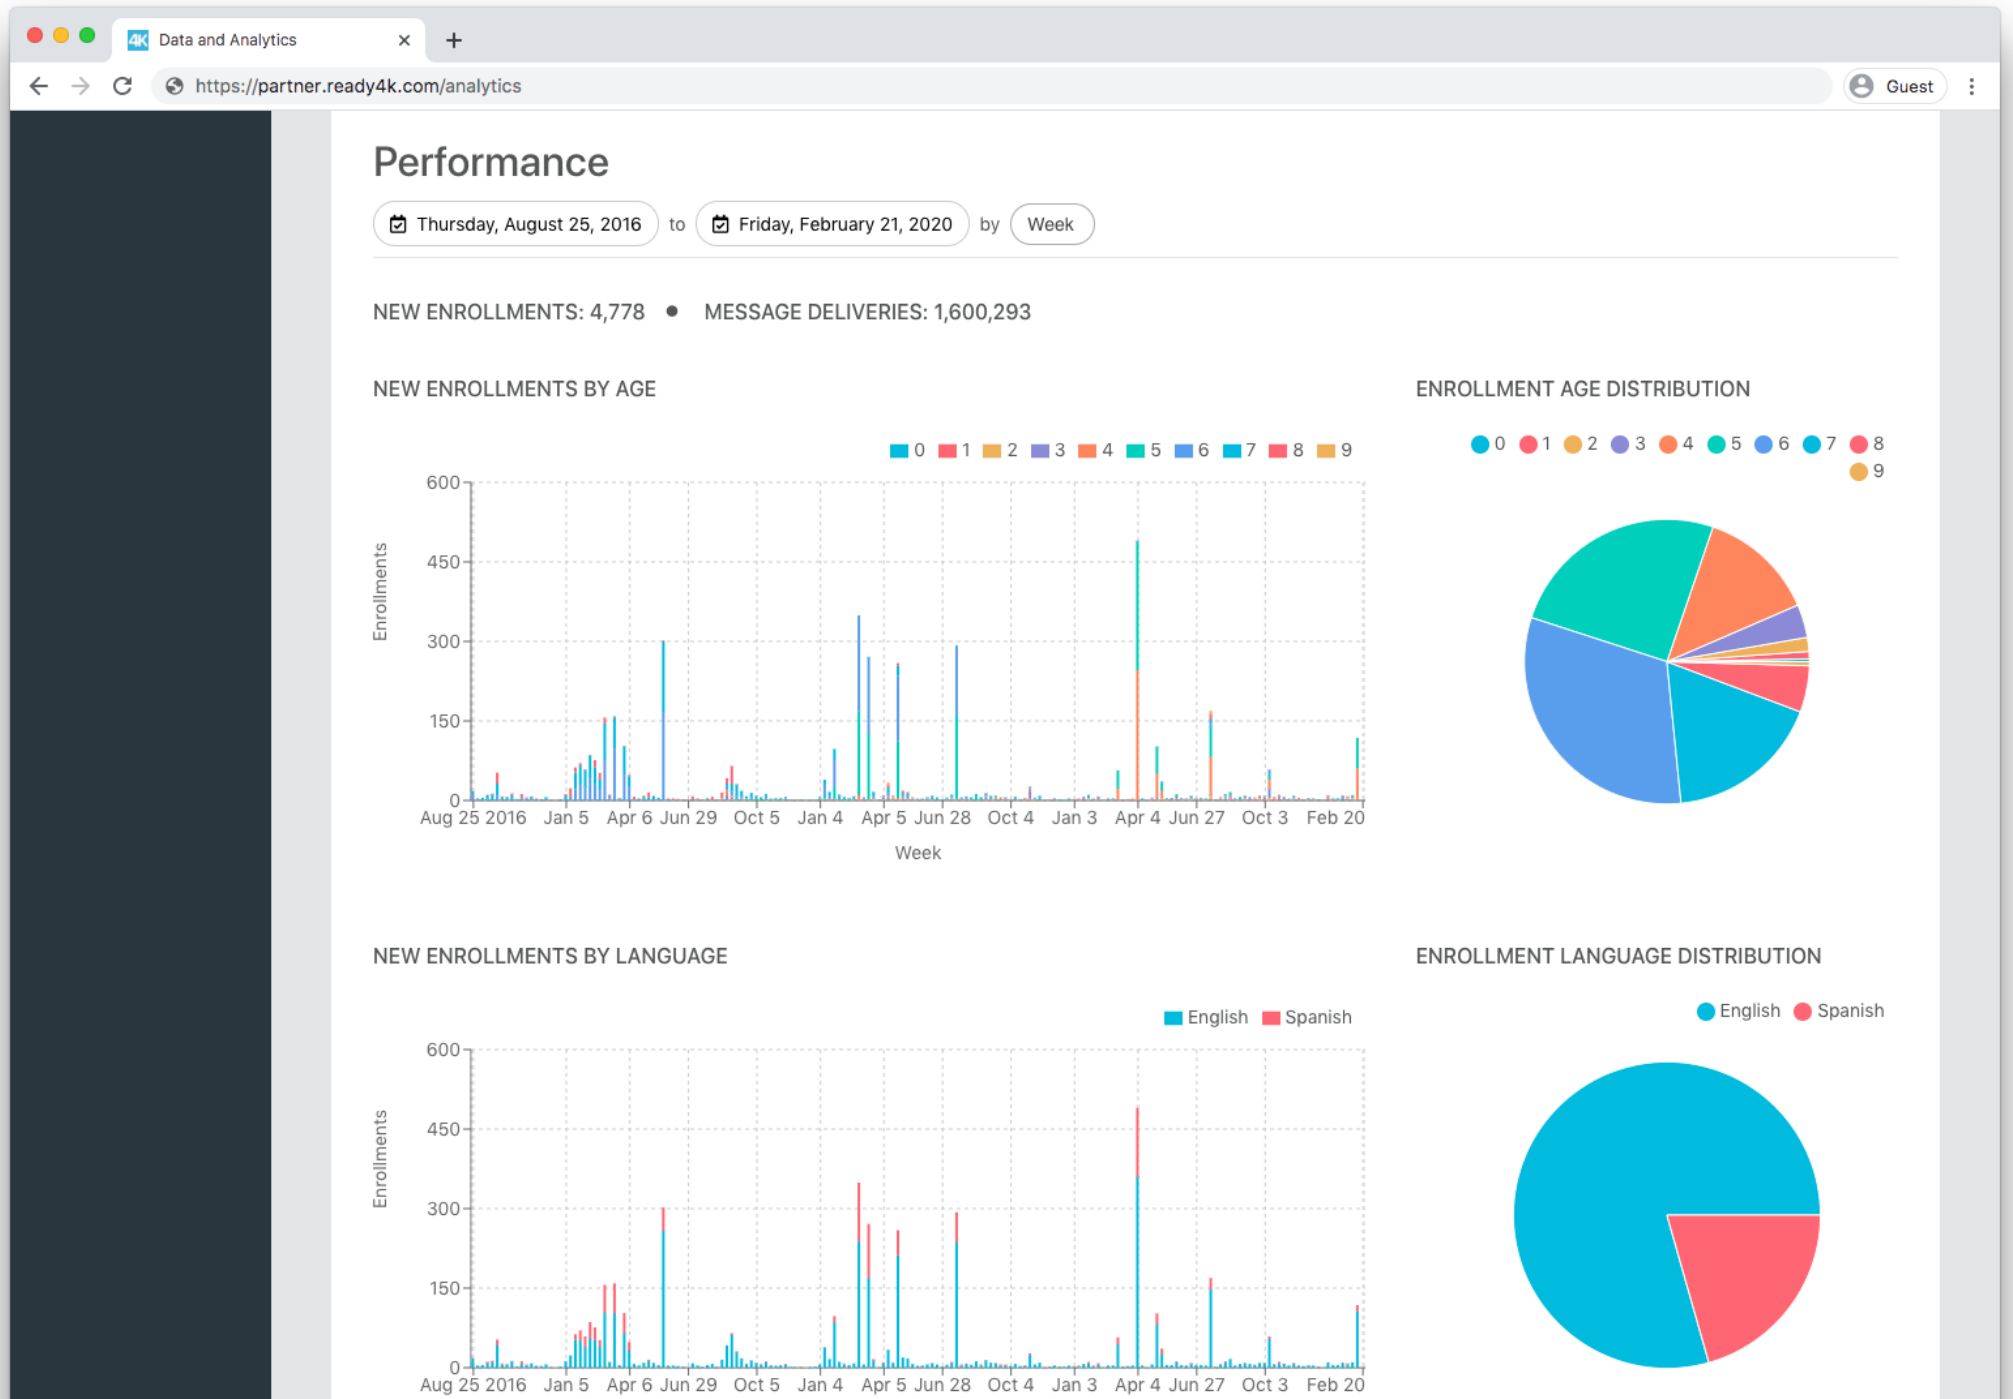 4K Data and Analytics
https://partner.ready4k.com/analytics
Guest
Performance
Thursday, August 25, 2016 to Friday, February 21, 2020 by Week
NEW ENROLLMENTS: 4,778 ● MESSAGE DELIVERIES: 1,600,293
NEW ENROLLMENTS BY AGE
0 1 2 3 4 5 6 7 8 9
600
450
300
150
0
Enrollments
Aug 25 2016 Jan 5 Apr 6 Jun 29 Oct 5 Jan 4 Apr 5 Jun 28 Oct 4 Jan 3 Apr 4 Jun 27 Oct 3 Feb 20
Week
ENROLLMENT AGE DISTRIBUTION
0 1 2 3 4 5 6 7 8
9
NEW ENROLLMENTS BY LANGUAGE
English Spanish
600
450
300
150
0
Enrollments
Aug 25 2016 Jan 5 Apr 6 Jun 29 Oct 5 Jan 4 Apr 5 Jun 28 Oct 4 Jan 3 Apr 4 Jun 27 Oct 3 Feb 20
ENROLLMENT LANGUAGE DISTRIBUTION
English Spanish